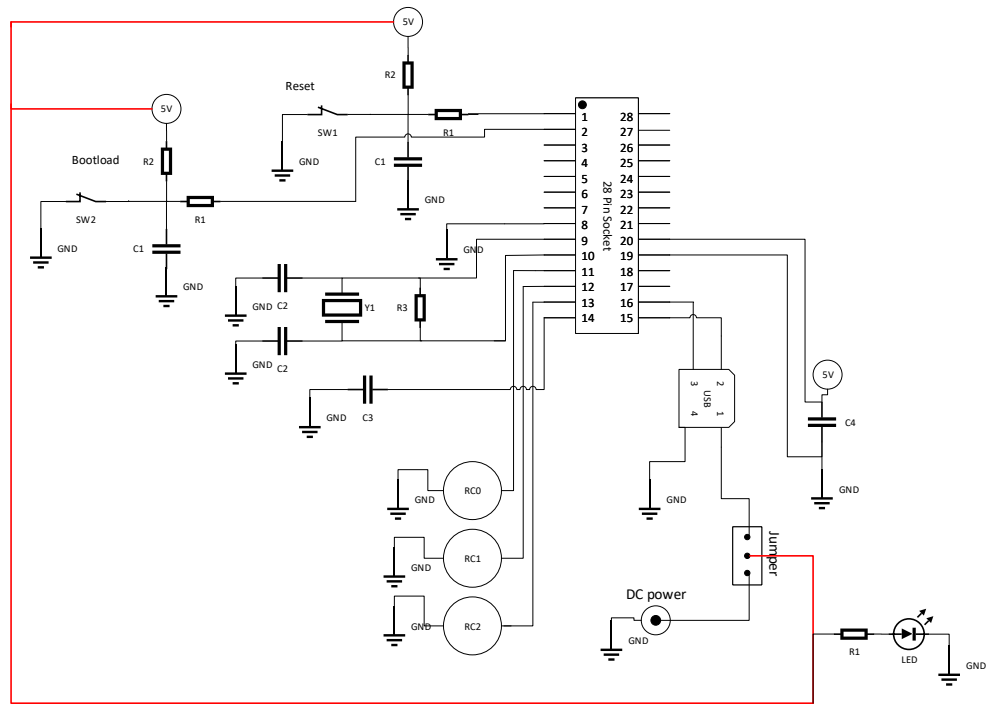 5V
R2
Reset
SW1
R1
GND
C1
GND
5V
Bootload
R2
SW2
R1
GND
C1
GND
1 28
2 27
3 26
4 25
5 24
6 23
7 22
8 21
9 20
10 19
11 18
12 17
13 16
14 15
28 Pin Socket
GND
GND
C2
Y1
R3
GND
C2
GND
C3
3 2
USB
4 1
5V
C4
GND
GND
RC0
GND
RC1
GND
RC2
GND
Jumper
DC power
GND
R1
LED
GND